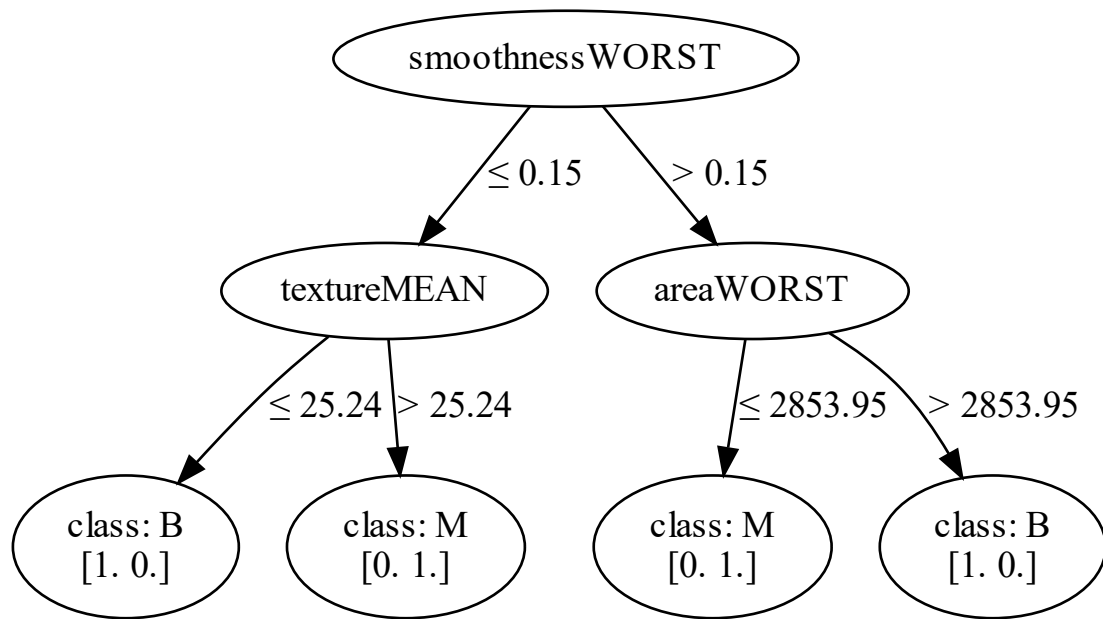 smoothnessWORST
≤ 0.15
> 0.15
textureMEAN
areaWORST
≤ 25.24
> 25.24
≤ 2853.95
> 2853.95
class: B
[1. 0.]
class: M
[0. 1.]
class: M
[0. 1.]
class: B
[1. 0.]